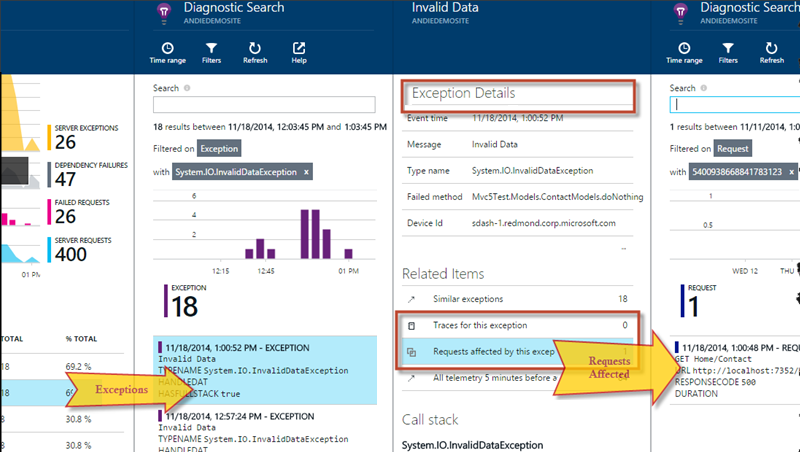 SERVER EXCEPTIONS
26
DEPENDENCY FAILURES
47
FAILED REQUESTS
26
SERVER REQUESTS
400
01 PM
% TOTAL
18 69.2 %
18
18 30.8 %
30.8 %
Exceptions
Diagnostic Search
ANDIEDEMOSITE
Time range Filters Refresh Help
Search
18 results between 11/18/2014, 12:03:45 PM and 1:03:45 PM
Filtered on Exception
with System.IO.InvalidDataException x
6
4
2
12:15 12:45 01 PM
EXCEPTION
18
11/18/2014, 1:00:52 PM - EXCEPTION
Invalid Data
TYPENAME System.IO.InvalidDataException
HANDLEDAT
HASFULLSTACK true
11/18/2014, 12:57:24 PM - EXCEPTION
Invalid Data
TYPENAME System.IO.InvalidDataException
HANDLEDAT
Invalid Data
ANDIEDEMOSITE
Exception Details
Event time 11/18/2014, 1:00:52 PM
Message Invalid Data
Type name System.IO.InvalidDataException
Failed method Mvc5Test.Models.ContactModels.doNothing
Device Id sdash-1.redmond.corp.microsoft.com
...
Related Items
Similar exceptions 18
Traces for this exception 0
Requests affected by this excep 1
All telemetry 5 minutes before a
Call stack
System.IO.InvalidDataException
Requests
Affected
Diagnostic Search
ANDIEDEMOSITE
Time range Filters Refresh
Search
1 results between 11/11/2014,
Filtered on Request
with 5400938668841783123 x
1
0.5
WED 12 THU
REQUEST
1
11/18/2014, 1:00:48 PM - REQU
GET Home/Contact
URL http://localhost:7352/
RESPONSECODE 500
DURATION